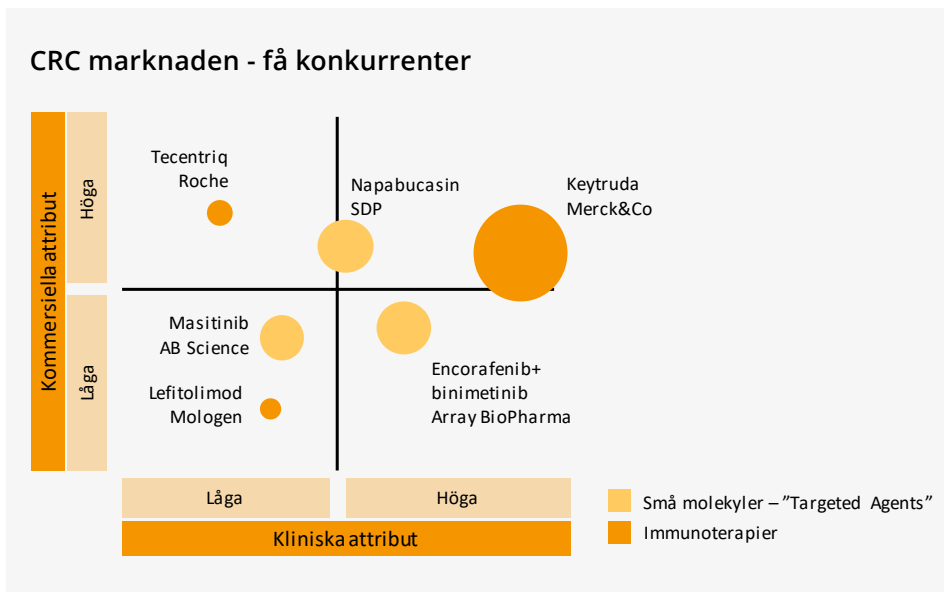 CRC marknaden - få konkurrenter
Kommersiella attribut
Höga
Låga
Tecentriq
Roche
Napabucasin
SDP
Keytruda
Merck&Co
Masitinib
AB Science
Lefitolimod
Mologen
Encorafenib+
binimetinib
Array BioPharma
Låga
Höga
Kliniska attribut
Små molekyler – ”Targeted Agents”
Immunoterapier